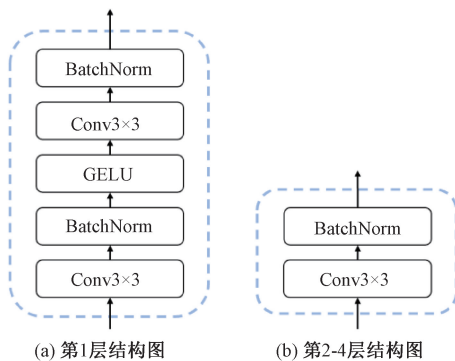 BatchNorm
Conv3×3
GELU
BatchNorm
Conv3×3
(a) 第1层结构图
BatchNorm
Conv3×3
(b) 第2-4层结构图